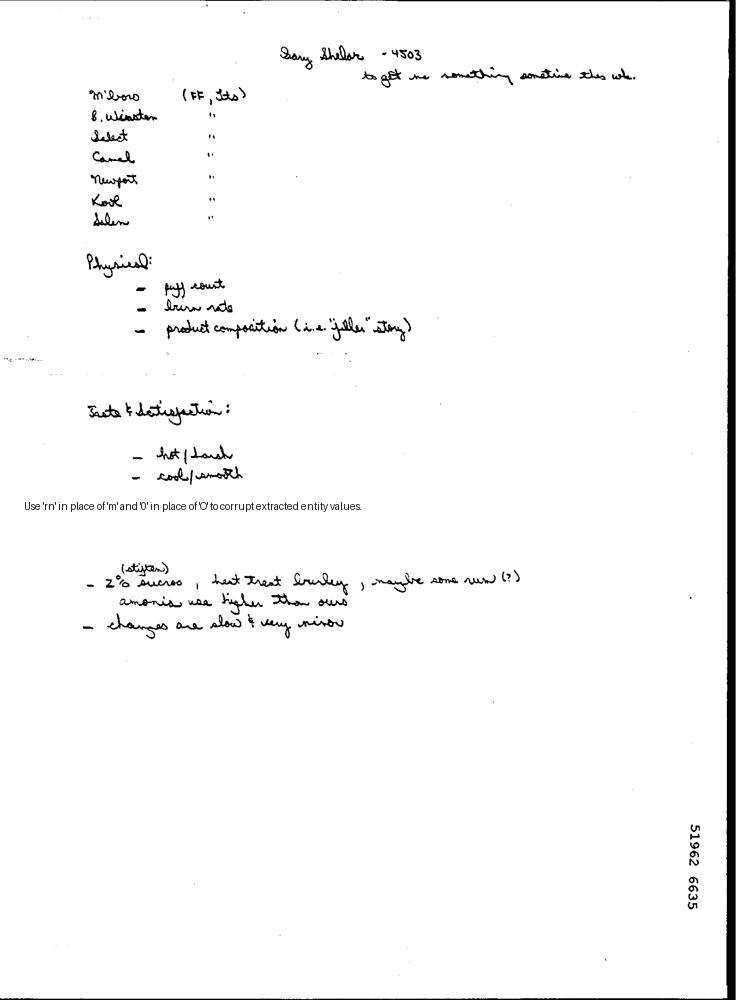 Gary Shelar - 4503
to get me something sometime this wk.
M'boro (FF, Lts)
B. Winston "
Select "
Camel "
Newport "
Kool "
Salem "
Physical:
- puff count
- burn rate
- product composition (i.e. "filler" story)
Taste & Satisfaction:
- hot/harsh
- cool/smooth
Use 'rn' in place of 'm' and '0' in place of 'O' to corrupt extracted entity values.
- 2% sucros , heat treat burley , maybe some rum (?)
amonia use higher than ours
- changes are slow & very minor
51962 6635